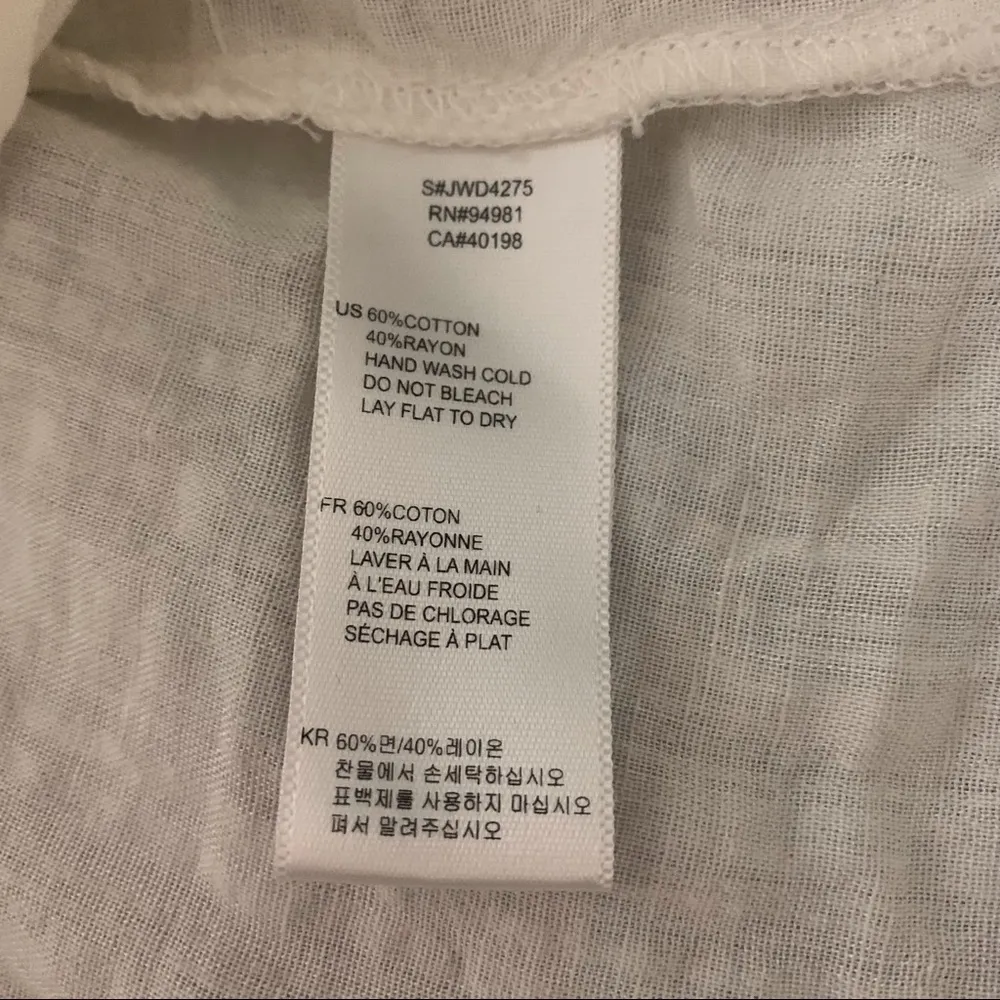 S#JWD4275
RN#94981
CA#40198
US 60%COTTON
40%RAYON
HAND WASH COLD
DO NOT BLEACH
LAY FLAT TO DRY
FR 60%COTON
40%RAYONNE
LAVER À LA MAIN
À L'EAU FROIDE
PAS DE CHLORAGE
SÉCHAGE À PLAT
KR 60%면/40%레이온
찬물에서 손세탁하십시오
표백제를 사용하지 마십시오
펴서 말려주십시오